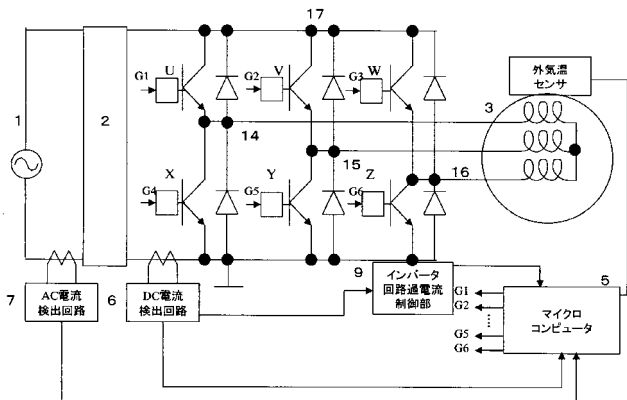 17
U
V
W
G1
G2
G3
外気温
センサ
1
2
3
14
15
16
X
Y
Z
G4
G5
G6
9
インバータ
回路過電流
制御部
5
7
AC電流
検出回路
6
DC電流
検出回路
G1
G2
G5
G6
マイクロ
コンピュータ